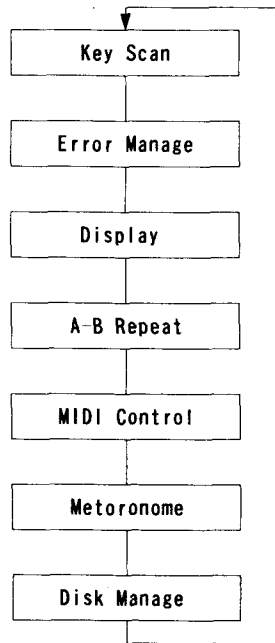 Key Scan
Error Manage
Display
A-B Repeat
MIDI Control
Metoronome
Disk Manage